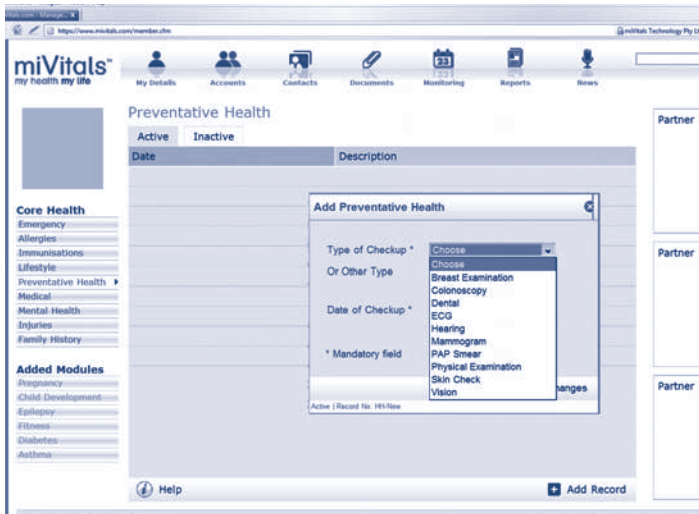 https://www.mivitals.com/member.cfm
miVitals Technology Pty Lt
miVitals™
my health my life
My Details
Accounts
Contacts
Documents
Monitoring
23
Reports
News
Preventative Health
Active
Inactive
Date
Description
Core Health
Emergency
Allergies
Immunisations
Lifestyle
Preventative Health
Medical
Mental Health
Injuries
Family History
Added Modules
Pregnancy
Child Development
Epilepsy
Fitness
Diabetes
Asthma
Add Preventative Health
Type of Checkup *
Choose
Or Other Type
Date of Checkup *
* Mandatory field
Choose
Breast Examination
Colonoscopy
Dental
ECG
Hearing
Mammogram
PAP Smear
Physical Examination
Skin Check
Vision
hanges
Active | Record No. HH-New
Help
Add Record
Partner
Partner
Partner